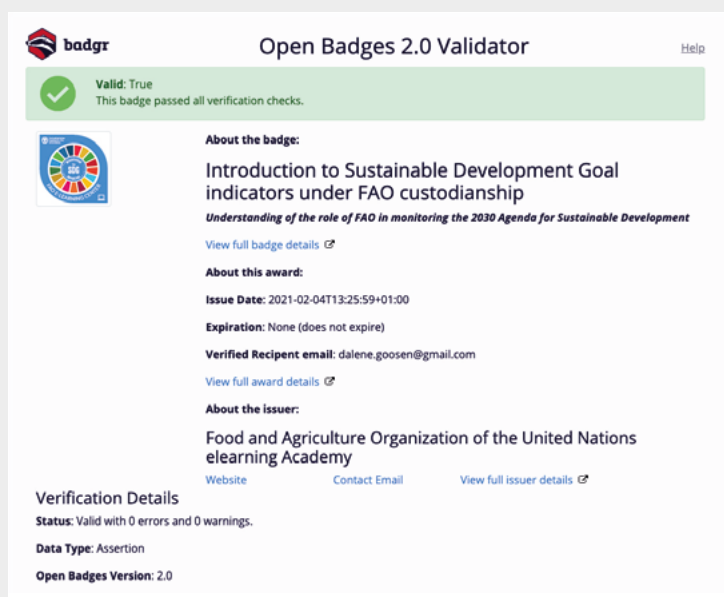 badgr
Open Badges 2.0 Validator
Help
Valid: True
This badge passed all verification checks.
SDG
About the badge:
Introduction to Sustainable Development Goal
indicators under FAO custodianship
Understanding of the role of FAO in monitoring the 2030 Agenda for Sustainable Development
View full badge details
About this award:
Issue Date: 2021-02-04T13:25:59+01:00
Expiration: None (does not expire)
Verified Recipent email: dalene.goosen@gmail.com
View full award details
About the issuer:
Food and Agriculture Organization of the United Nations
elearning Academy
Website Contact Email View full issuer details
Verification Details
Status: Valid with 0 errors and 0 warnings.
Data Type: Assertion
Open Badges Version: 2.0